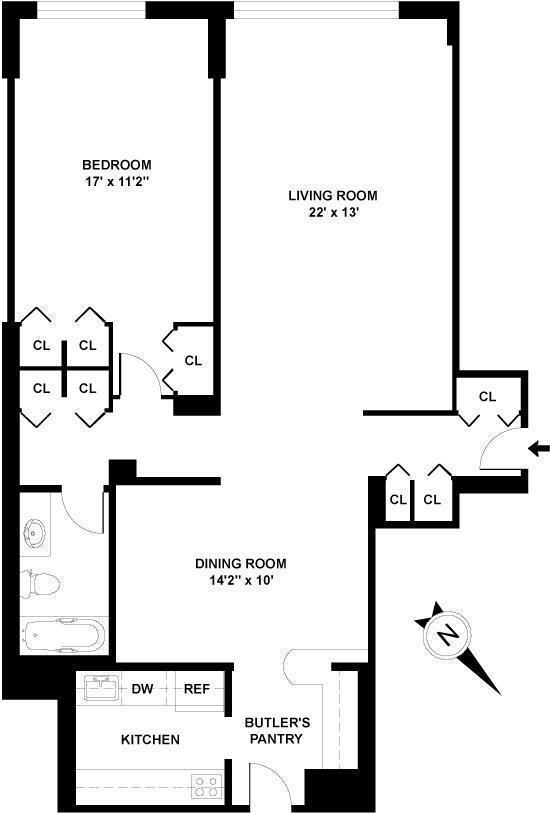 BEDROOM
17' x 11'2"
LIVING ROOM
22' x 13'
CL
CL
CL
CL
CL
CL
CL
CL
DINING ROOM
14'2" x 10'
N
DW
REF
BUTLER'S
PANTRY
KITCHEN